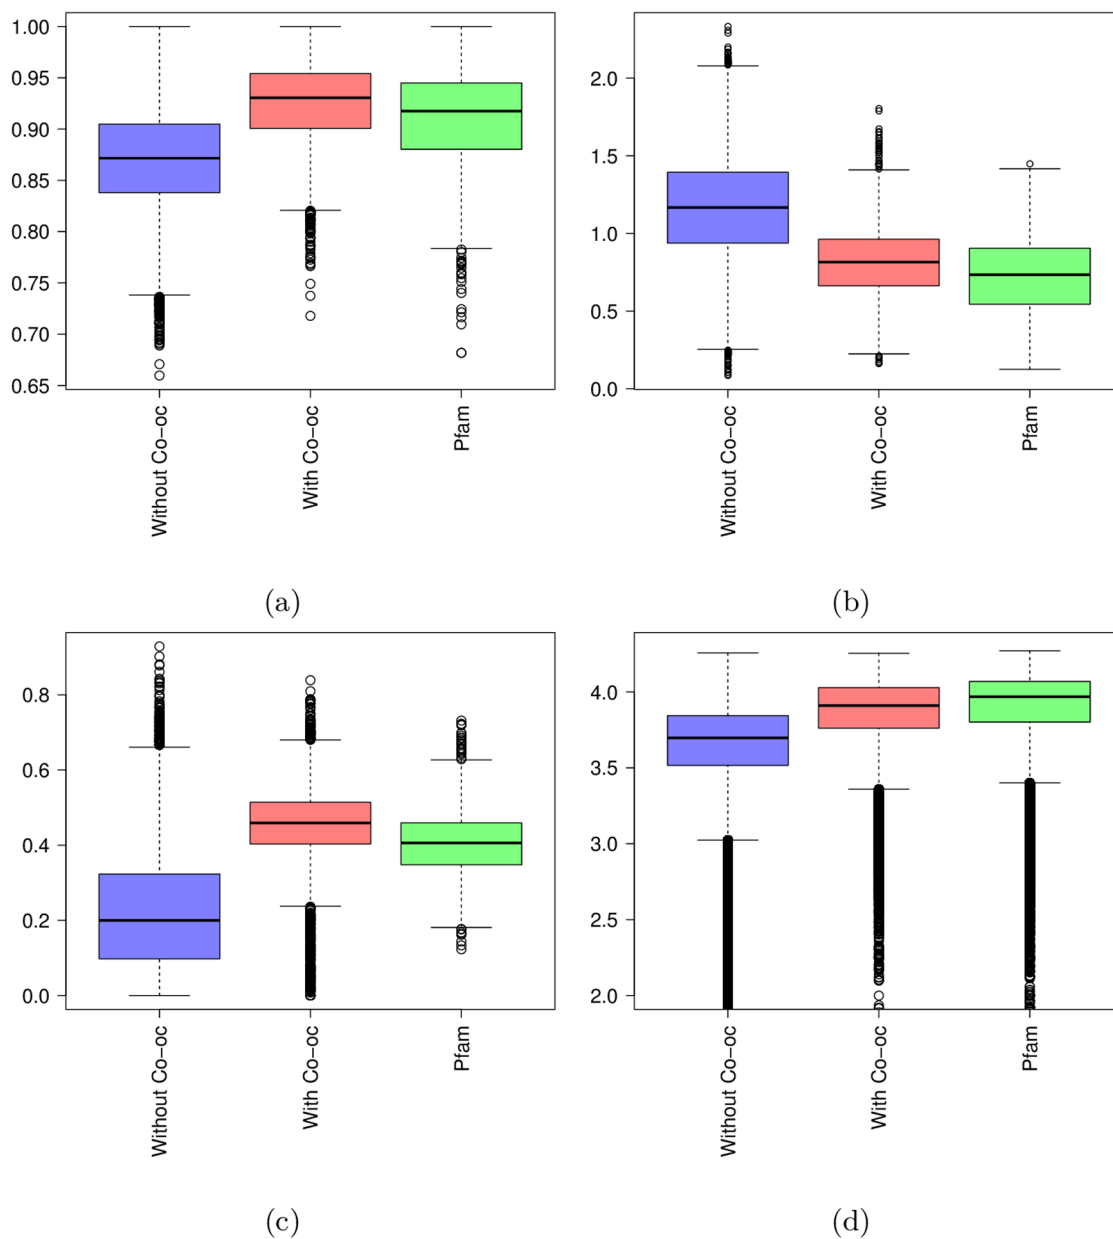 1.00
0.95
0.90
0.85
0.80
0.75
0.70
0.65
Without Co-oc
With Co-oc
Pfam
(a)
2.0
1.5
1.0
0.5
0.0
Without Co-oc
With Co-oc
Pfam
(b)
0.8
0.6
0.4
0.2
0.0
Without Co-oc
With Co-oc
Pfam
(c)
4.0
3.5
3.0
2.5
2.0
Without Co-oc
With Co-oc
Pfam
(d)